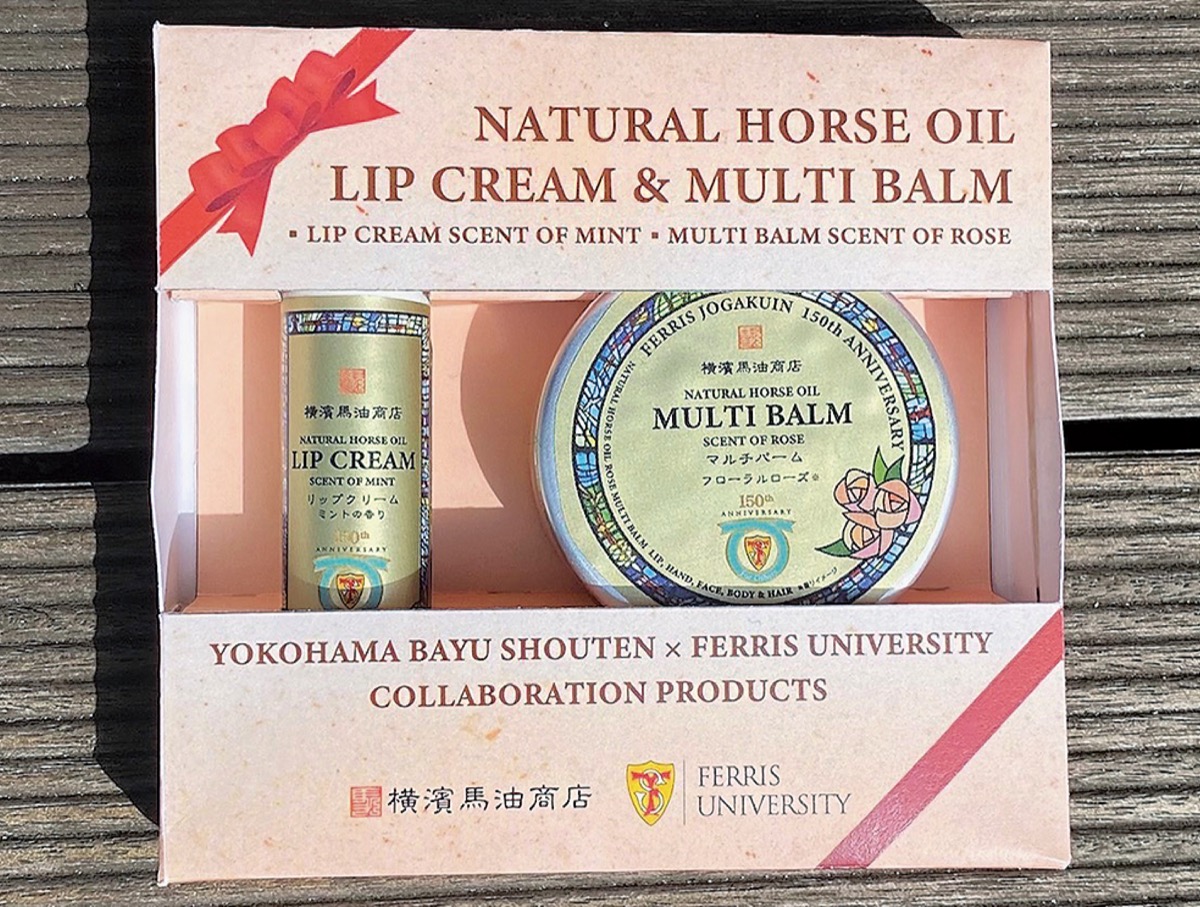 NATURAL HORSE OIL
LIP CREAM & MULTI BALM
▪ LIP CREAM SCENT OF MINT ▪ MULTI BALM SCENT OF ROSE
横濱馬油商店
NATURAL HORSE OIL
LIP CREAM
SCENT OF MINT
リップクリーム
ミントの香り
150th
ANNIVERSARY
FERRIS JOGAKUIN 150th ANNIVERSARY
横濱馬油商店
NATURAL HORSE OIL
MULTI BALM
SCENT OF ROSE
マルチバーム
フローラルローズ※
150th
ANNIVERSARY
NATURAL HORSE OIL ROSE MULTI BALM LIP, HAND, FACE, BODY & HAIR
YOKOHAMA BAYU SHOUTEN × FERRIS UNIVERSITY
COLLABORATION PRODUCTS
横濱馬油商店
FERRIS
UNIVERSITY